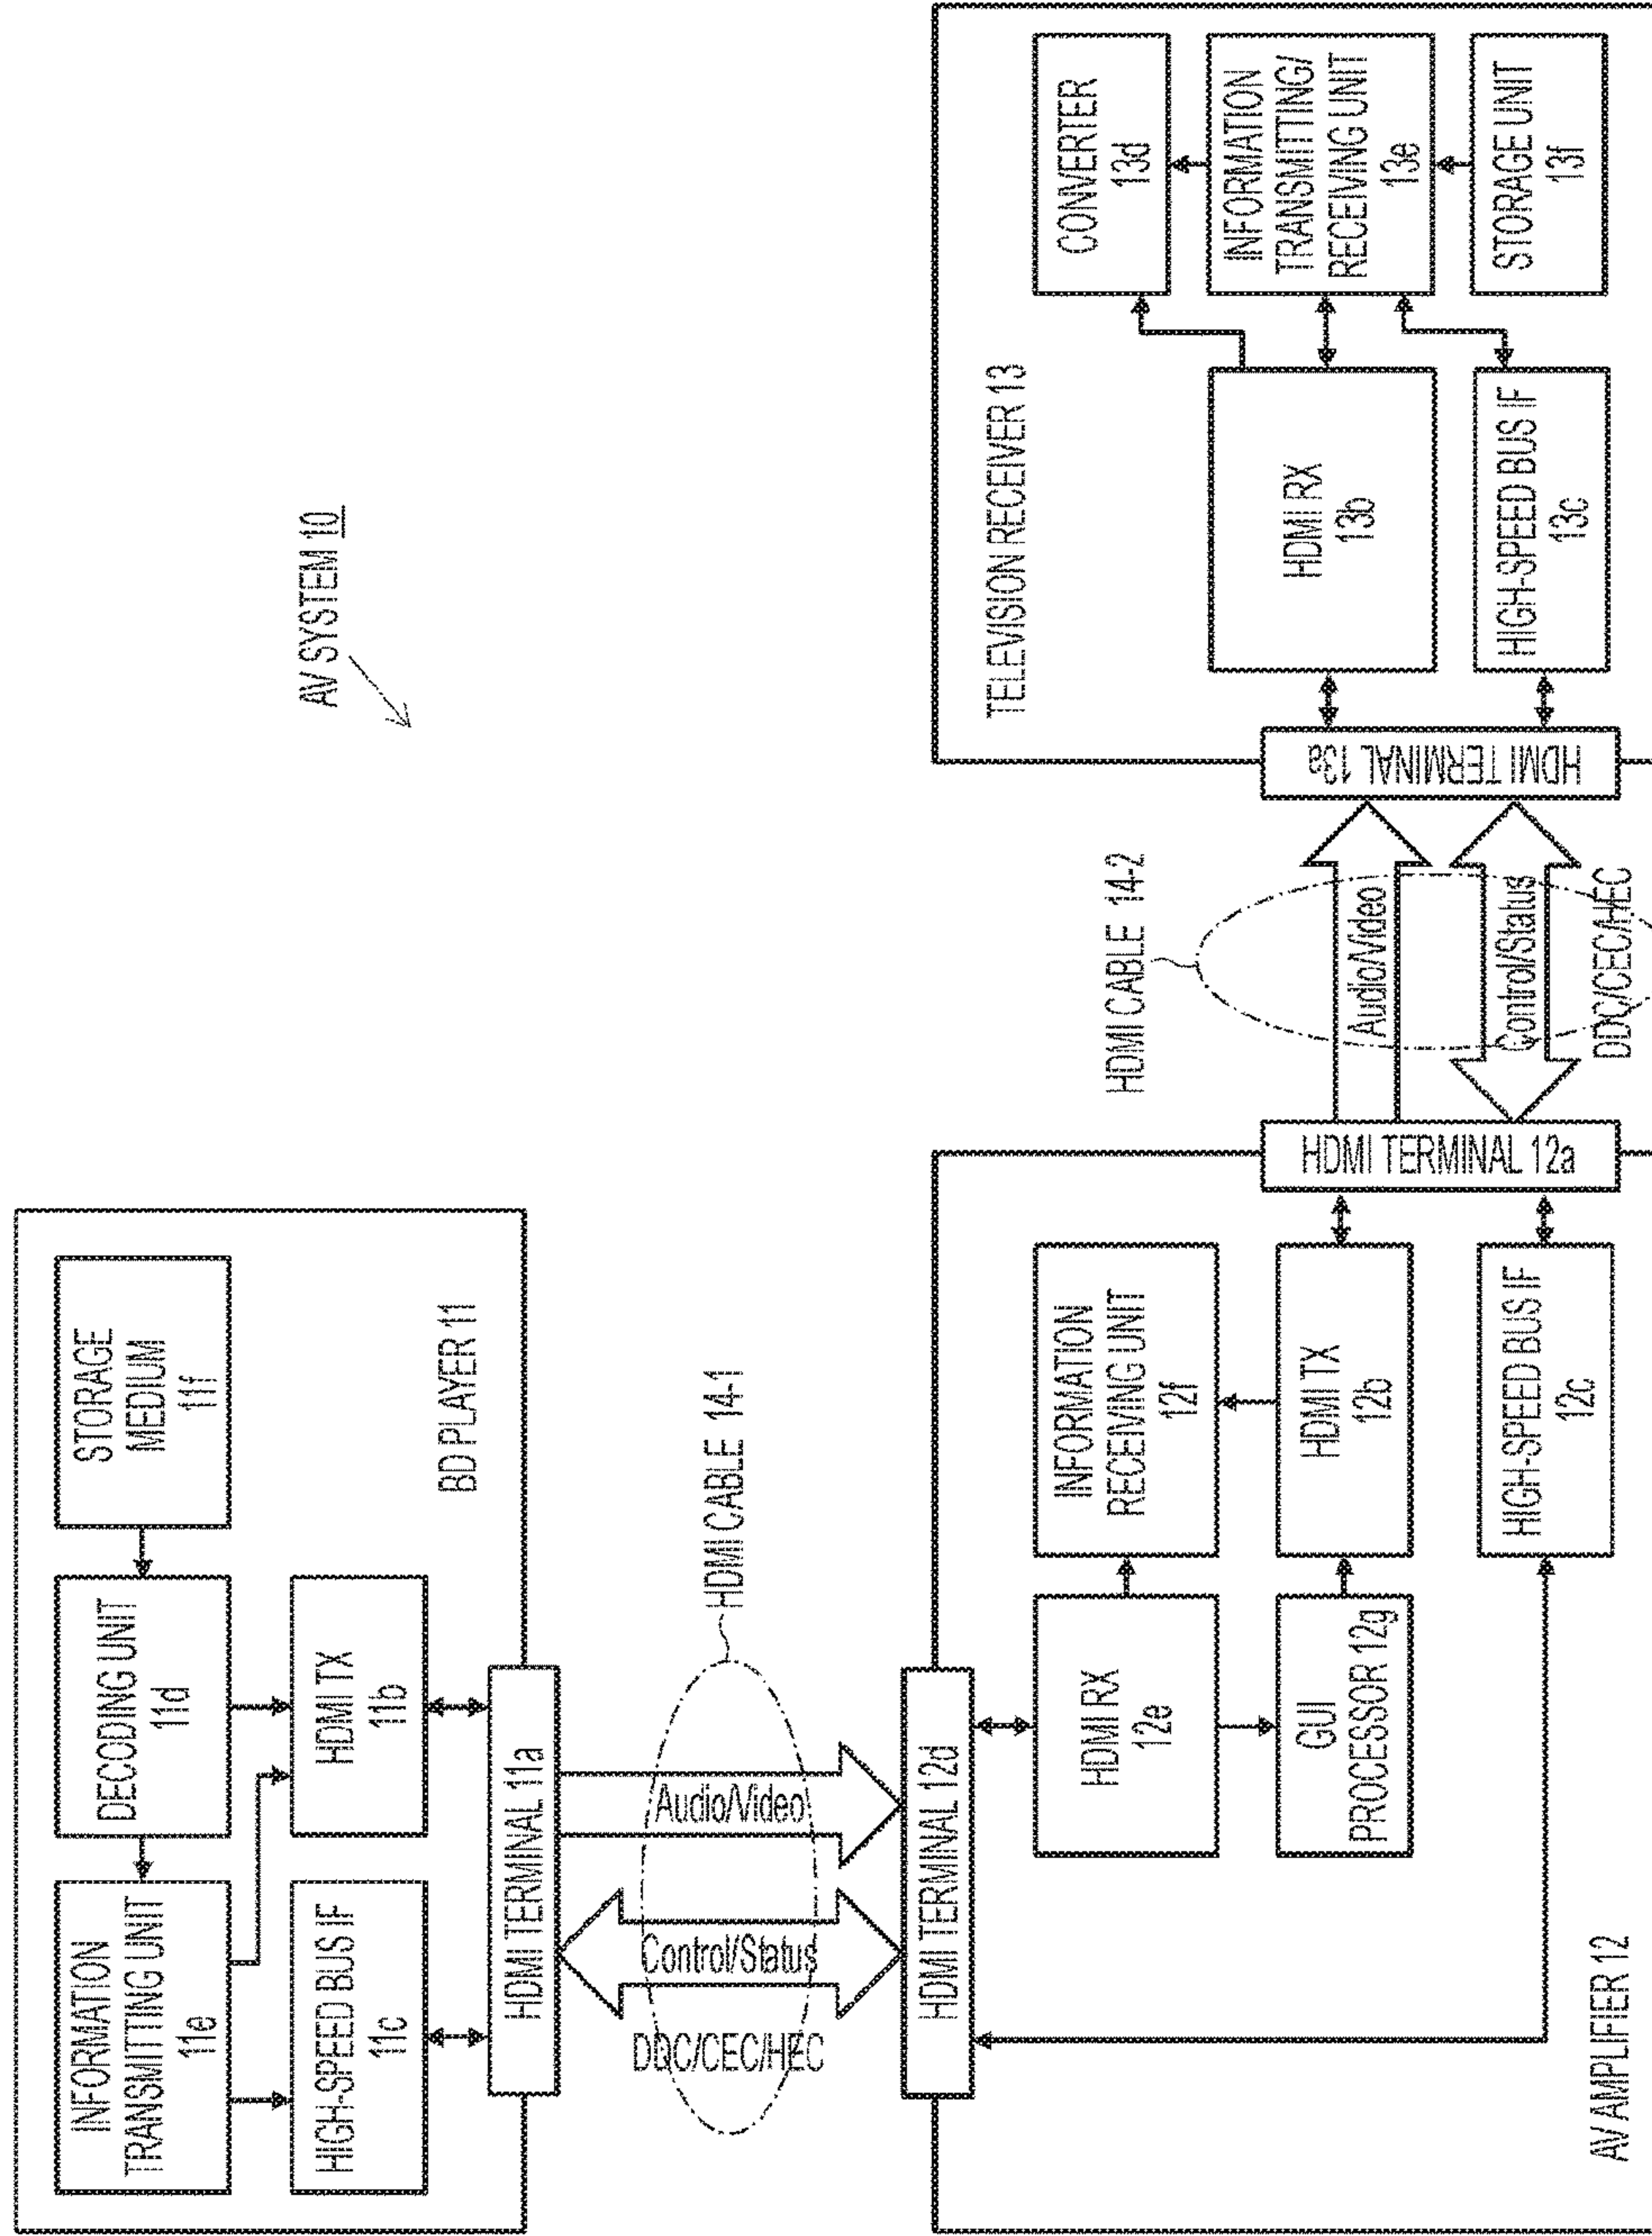 AV SYSTEM 10
INFORMATION
TRANSMITTING UNIT
11e
DECODING UNIT
11d
STORAGE
MEDIUM
11f
HIGH-SPEED BUS IF
11c
HDMI TX
11b
BD PLAYER 11
HDMI TERMINAL 11a
Control/Status
Audio/Video
DDC/CEC/HEC
HDMI CABLE 14-1
HDMI TERMINAL 12d
HDMI RX
12e
INFORMATION
RECEIVING UNIT
12f
GUI
PROCESSOR 12g
HDMI TX
12b
HIGH-SPEED BUS IF
12c
AV AMPLIFIER 12
HDMI TERMINAL 12a
HDMI CABLE 14-2
Audio/Video
Control/Status
DDC/CEC/HEC
HDMI TERMINAL 13a
TELEVISION RECEIVER 13
CONVERTER
13d
HDMI RX
13b
INFORMATION
TRANSMITTING/
RECEIVING UNIT
13e
HIGH-SPEED BUS IF
13c
STORAGE UNIT
13f